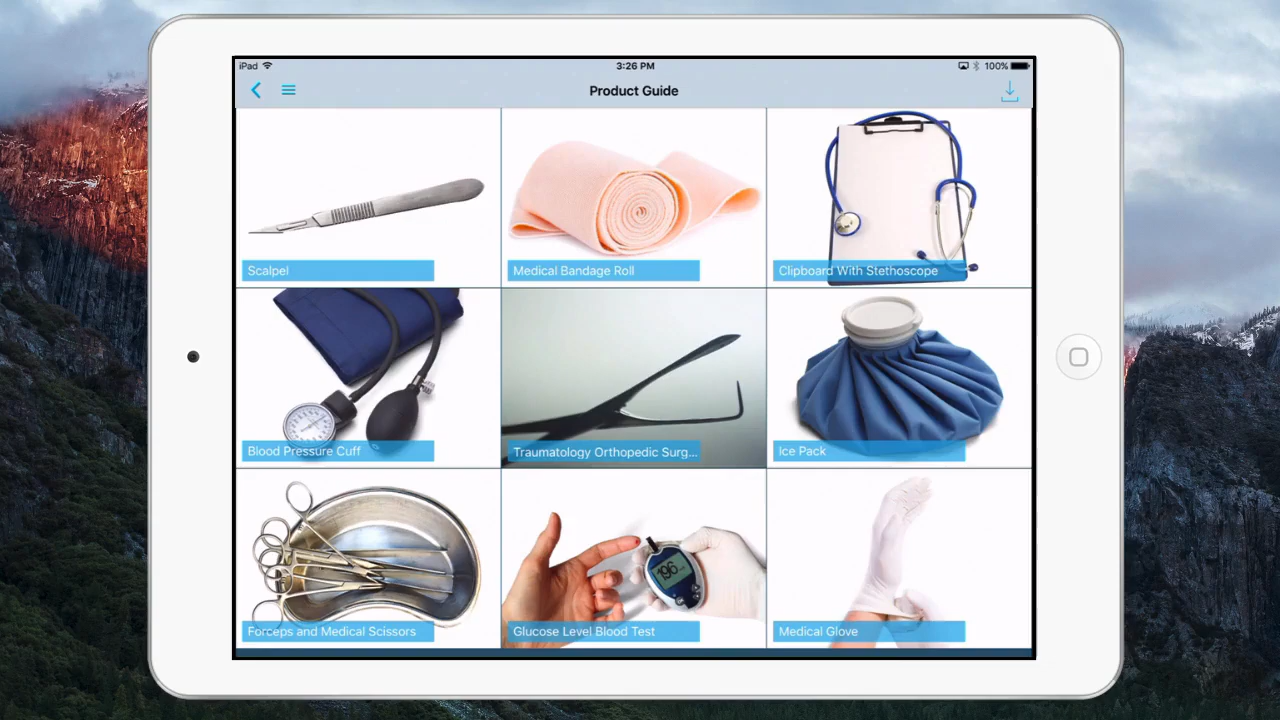 iPad
3:26 PM
100%
Product Guide
Scalpel
Medical Bandage Roll
Clipboard With Stethoscope
Blood Pressure Cuff
Traumatology Orthopedic Surg...
Ice Pack
196
Forceps and Medical Scissors
Glucose Level Blood Test
Medical Glove